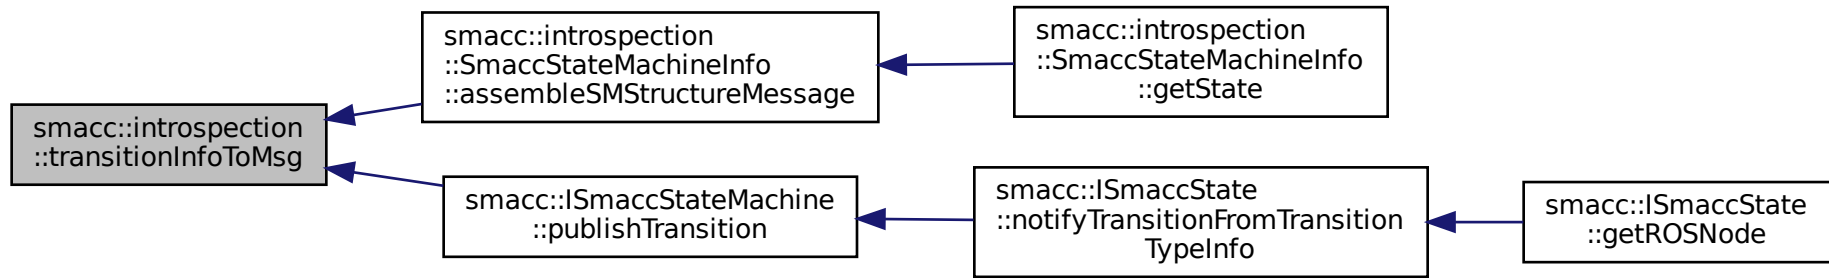 smacc::introspection
::transitionInfoToMsg
smacc::introspection
::SmaccStateMachineInfo
::assembleSMStructureMessage
smacc::introspection
::SmaccStateMachineInfo
::getState
smacc::ISmaccStateMachine
::publishTransition
smacc::ISmaccState
::notifyTransitionFromTransition
TypeInfo
smacc::ISmaccState
::getROSNode